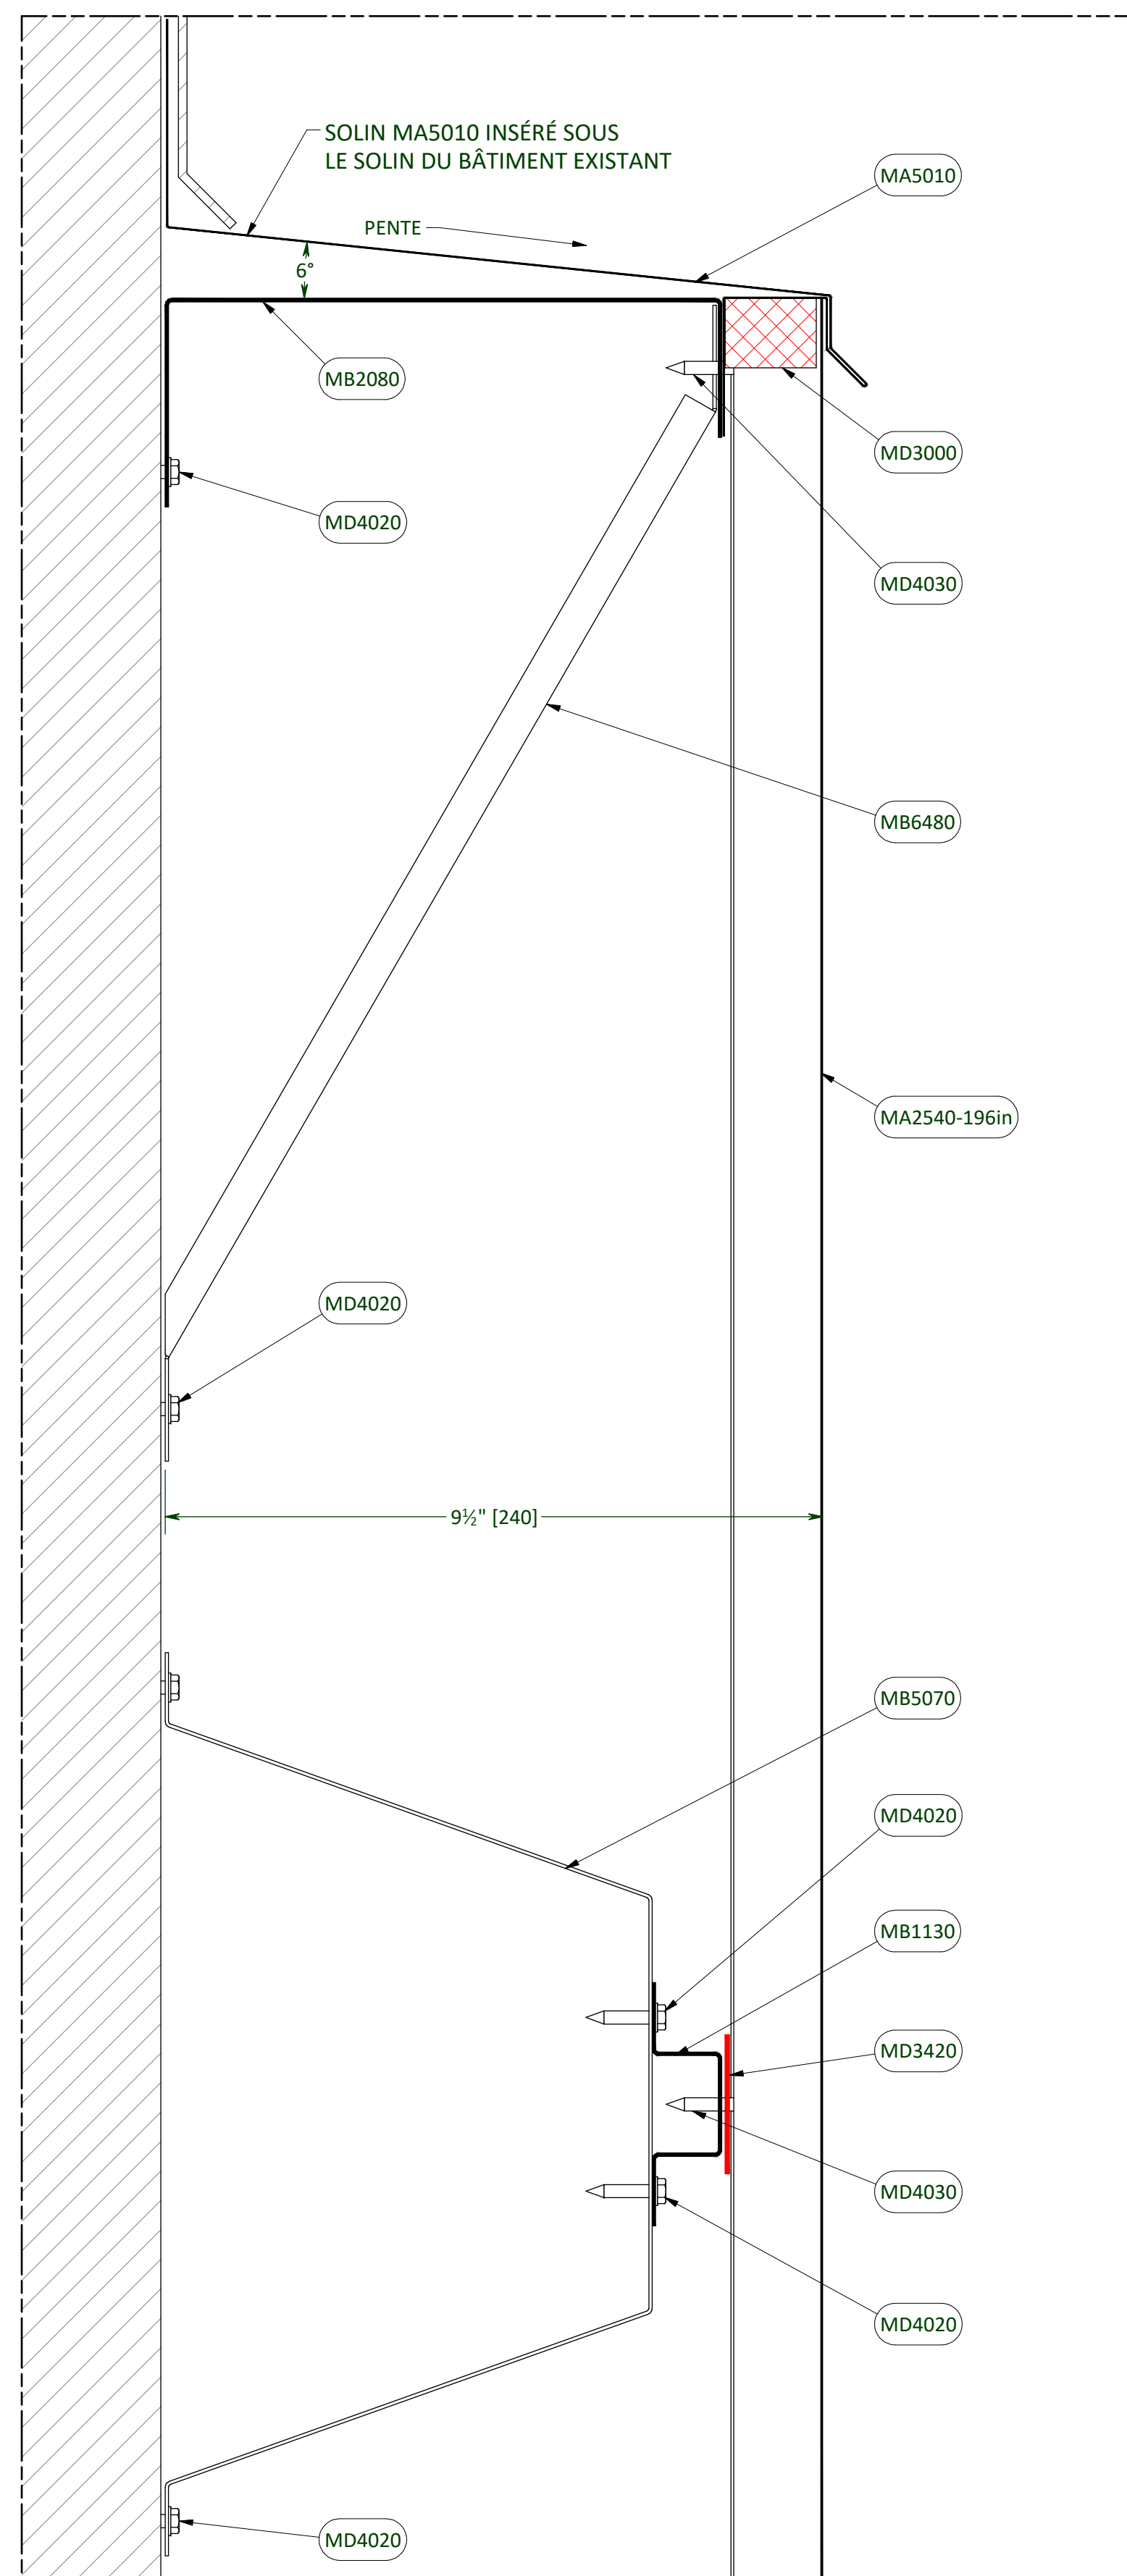 SOLIN MA5010 INSÉRÉ SOUS
LE SOLIN DU BÂTIMENT EXISTANT
MA5010
PENTE
6°
MB2080
MD3000
MD4020
MD4030
MB6480
MA2540-196in
MD4020
9½" [240]
MB5070
MD4020
MB1130
MD3420
MD4030
MD4020
MD4020